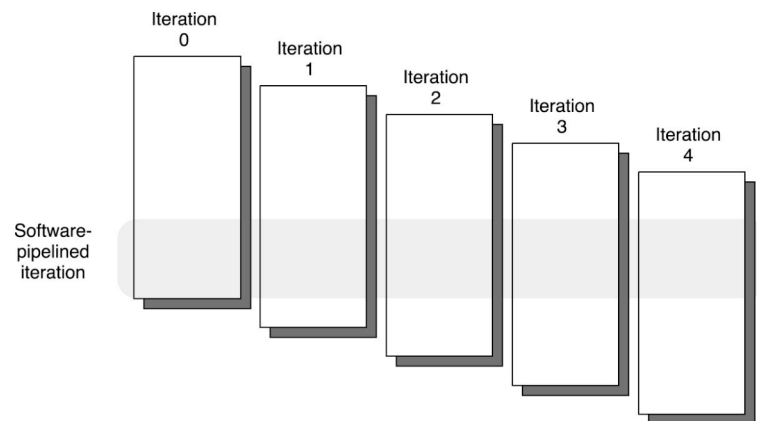 Iteration
0
Iteration
1
Iteration
2
Iteration
3
Iteration
4
Software-
pipelined
iteration